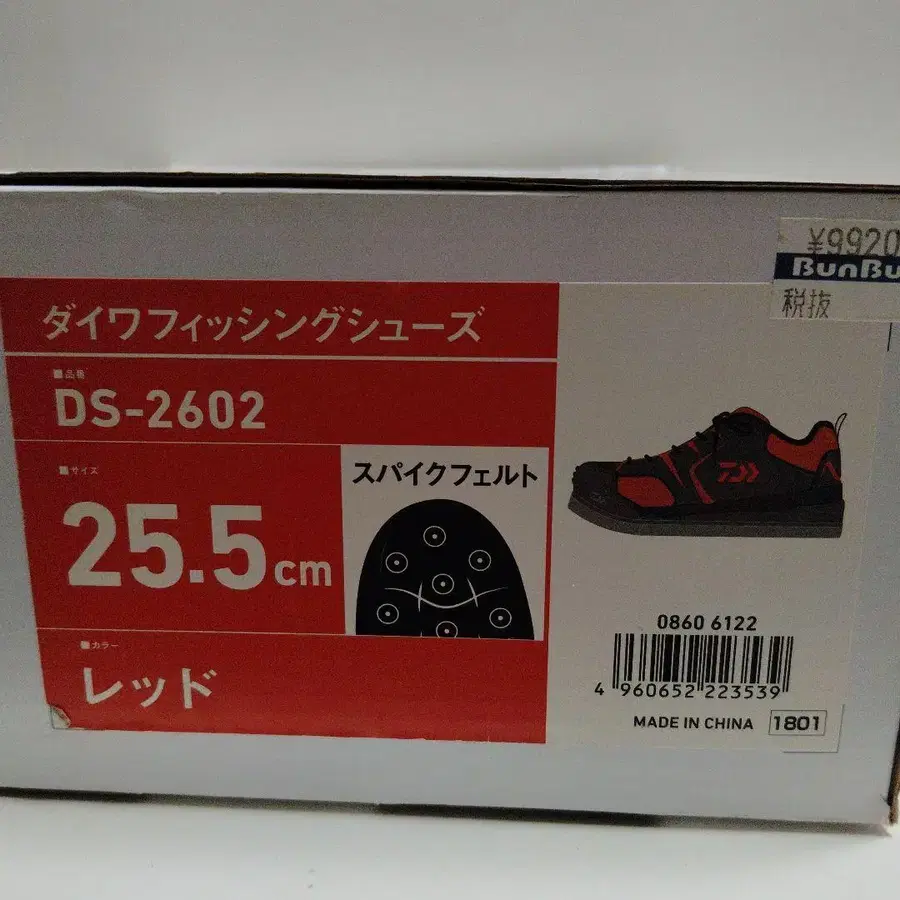 ¥9920
BunBu
税抜
ダイワフィッシングシューズ
■品番
DS-2602
■サイズ
25.5cm
スパイクフェルト
■カラー
レッド
0860 6122
4 960652 223539
MADE IN CHINA 1801